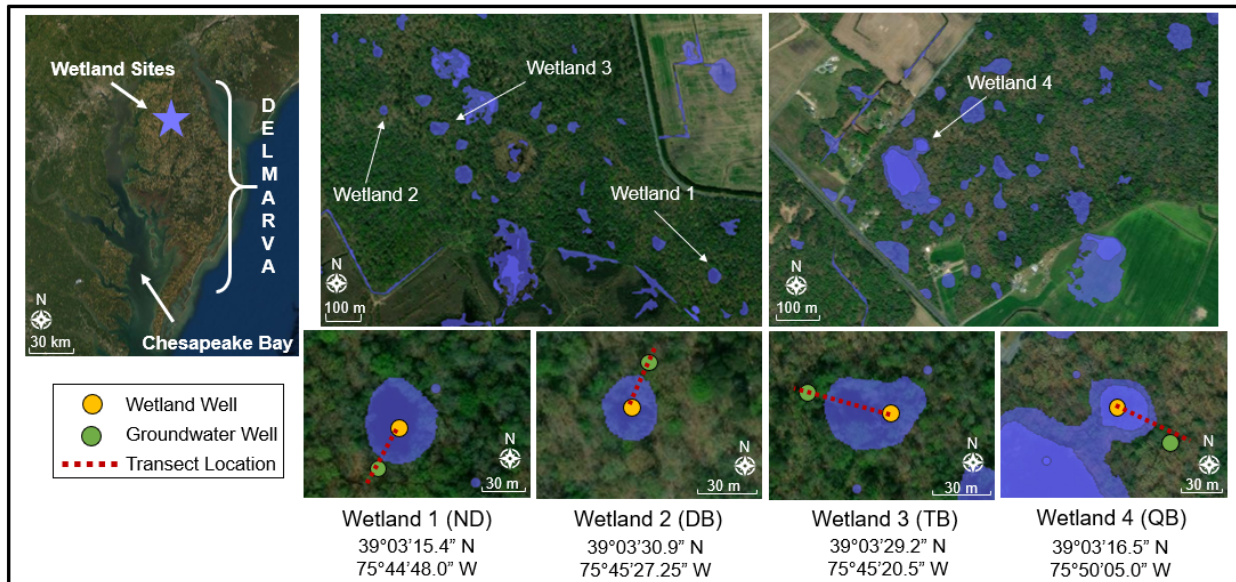 Wetland Sites
DELMARVA
N
30 km
Chesapeake Bay
Wetland 3
Wetland 2
Wetland 1
N
100 m
Wetland 4
N
100 m
Wetland Well
Groundwater Well
Transect Location
N
30 m
N
30 m
N
30 m
N
30 m
Wetland 1 (ND)
39°03’15.4” N
75°44’48.0” W
Wetland 2 (DB)
39°03’30.9” N
75°45’27.25” W
Wetland 3 (TB)
39°03’29.2” N
75°45’20.5” W
Wetland 4 (QB)
39°03’16.5” N
75°50’05.0” W